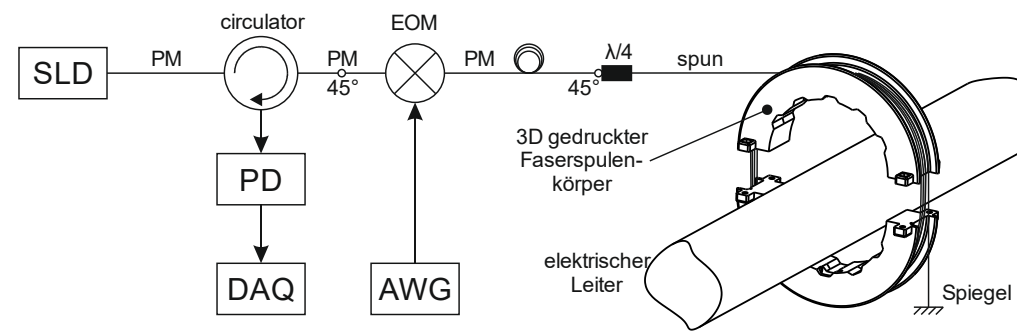 circulator
EOM
SLD
PM
PM
45°
PM
45°
λ/4
spun
3D gedruckter
Faserspulen-
körper
PD
DAQ
AWG
elektrischer
Leiter
Spiegel